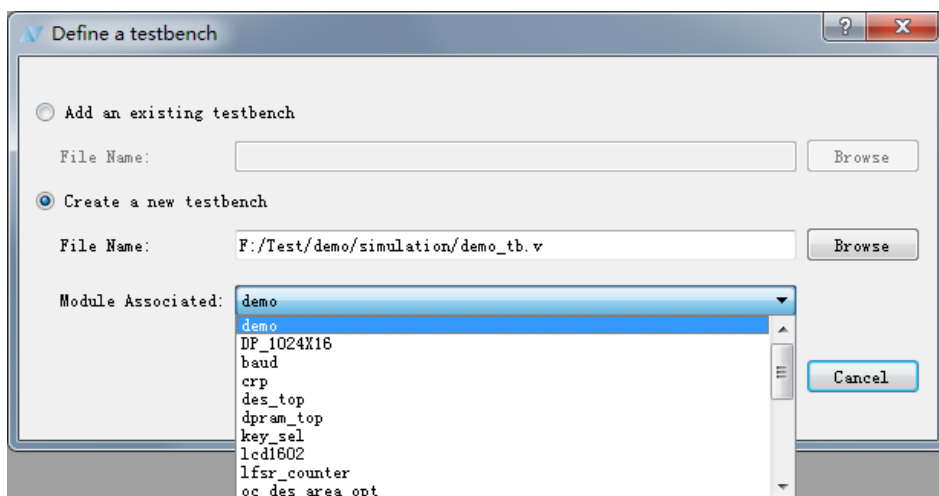 Define a testbench
Add an existing testbench
File Name:
Browse
Create a new testbench
File Name: F:/Test/demo/simulation/demo_tb.v Browse
Module Associated: demo
demo
DP_1024X16
baud
crp
des_top
dpram_top
key_sel
lcd1602
lfsr_counter
oc_des_area_opt
Cancel